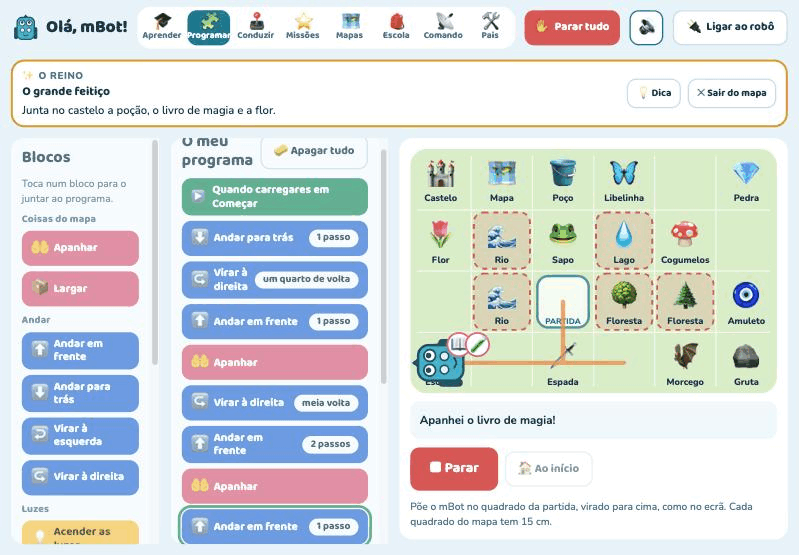 Olá, mBot!
Aprender
Programar
Conduzir
Missões
Mapas
Escola
Comando
Pais
Parar tudo
Ligar ao robô
O REINO
O grande feitiço
Junta no castelo a poção, o livro de magia e a flor.
Dica
Sair do mapa
Blocos
Toca num bloco para o
juntar ao programa.
Coisas do mapa
Apanhar
Largar
Andar
Andar em
frente
Andar para
trás
Virar à
esquerda
Virar à direita
Luzes
Acender as
O meu
programa
Apagar tudo
Quando carregares em
Começar
Andar para trás
1 passo
Virar à
direita
um quarto de volta
Andar em frente
1 passo
Apanhar
Virar à direita
meia volta
Andar em
frente
2 passos
Apanhar
Andar em frente
1 passo
Castelo
Mapa
Poço
Libelinha
Pedra
Flor
Rio
Sapo
Lago
Cogumelos
Rio
PARTIDA
Floresta
Floresta
Amuleto
Espada
Morcego
Gruta
Apanhei o livro de magia!
Parar
Ao início
Põe o mBot no quadrado da partida, virado para cima, como no ecrã. Cada
quadrado do mapa tem 15 cm.